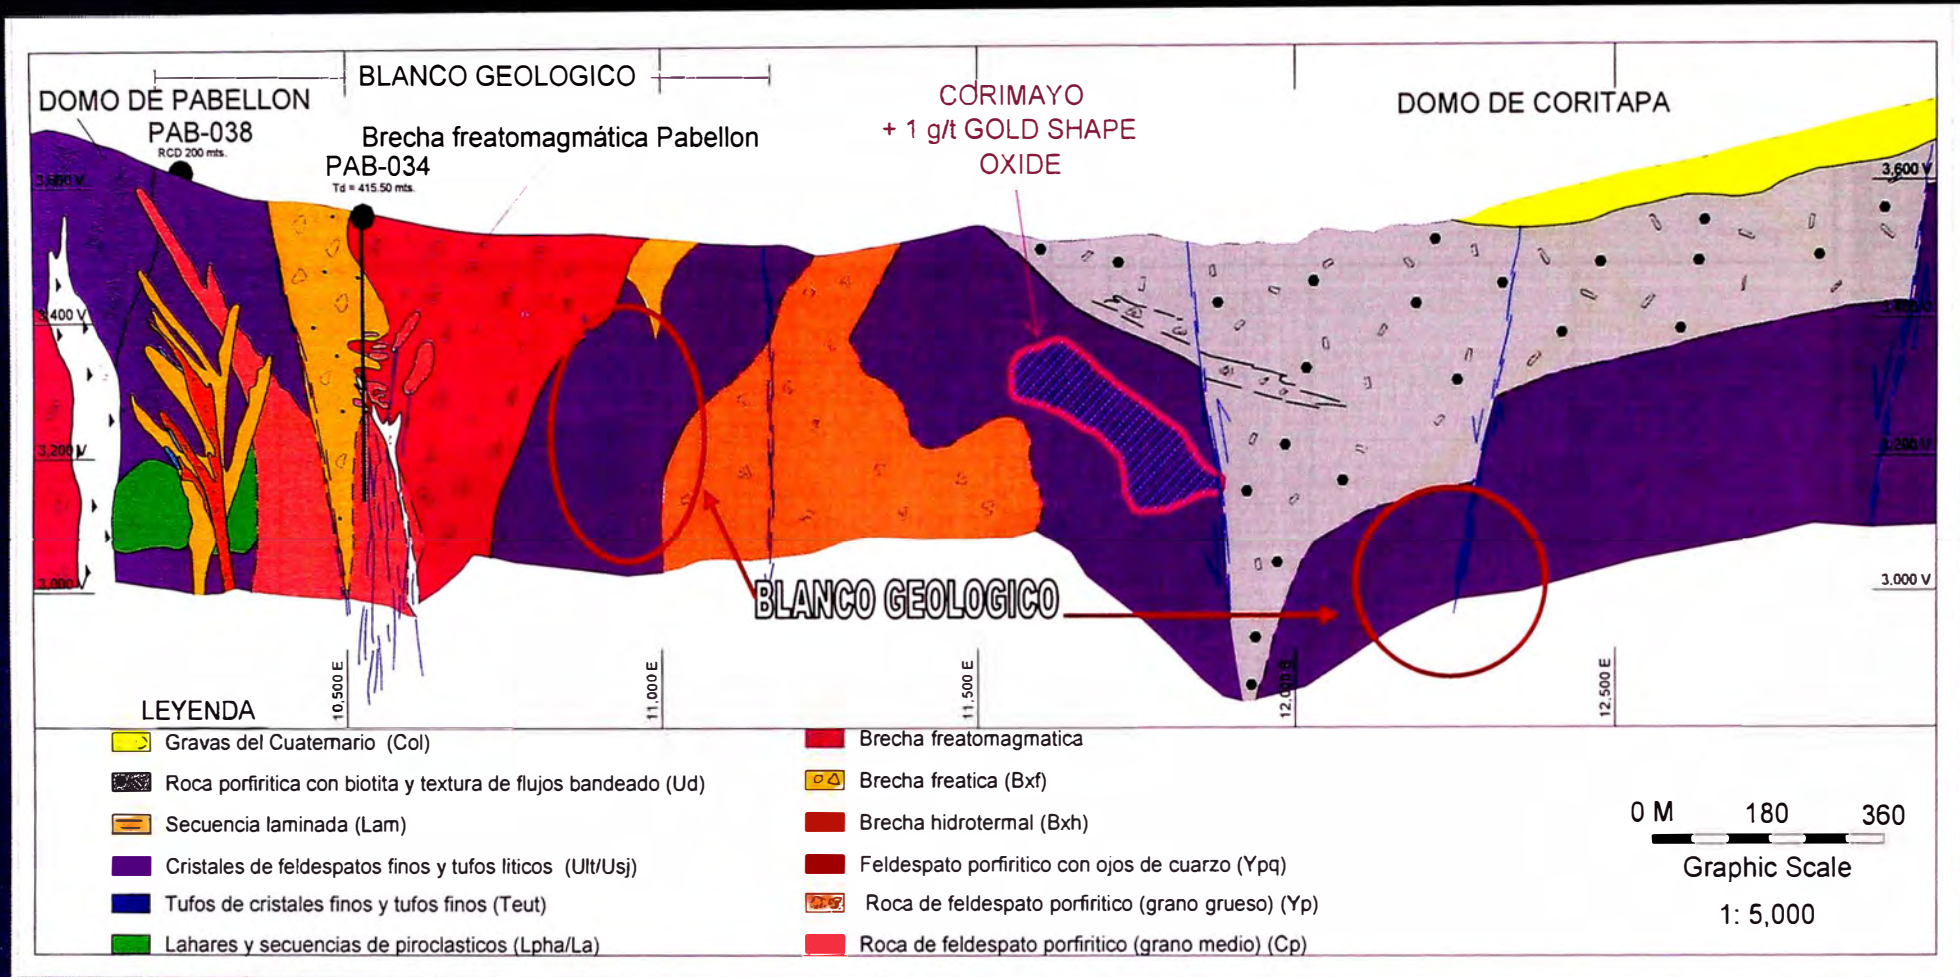 BLANCO GEOLOGICO
DOMO DE PABELLON
PAB-038
RCD 200 mts.
Brecha freatomagmática Pabellon
PAB-034
Td = 415.50 mts.
CORIMAYO
+ 1 g/t GOLD SHAPE
OXIDE
DOMO DE CORITAPA
3,600 V
3,600 V
3,400 V
3,200 V
3,200 V
3,000 V
3,000 V
BLANCO GEOLOGICO
10,500 E
11,000 E
11,500 E
12,000 E
12,500 E
LEYENDA
Gravas del Cuaternario (Col)
Roca porfiritica con biotita y textura de flujos bandeado (Ud)
Secuencia laminada (Lam)
Cristales de feldespatos finos y tufos liticos (Ult/Usj)
Tufos de cristales finos y tufos finos (Teut)
Lahares y secuencias de piroclasticos (Lpha/La)
Brecha freatomagmatica
Brecha freatica (Bxf)
Brecha hidrotermal (Bxh)
Feldespato porfiritico con ojos de cuarzo (Ypq)
Roca de feldespato porfiritico (grano grueso) (Yp)
Roca de feldespato porfiritico (grano medio) (Cp)
0 M 180 360
Graphic Scale
1: 5,000